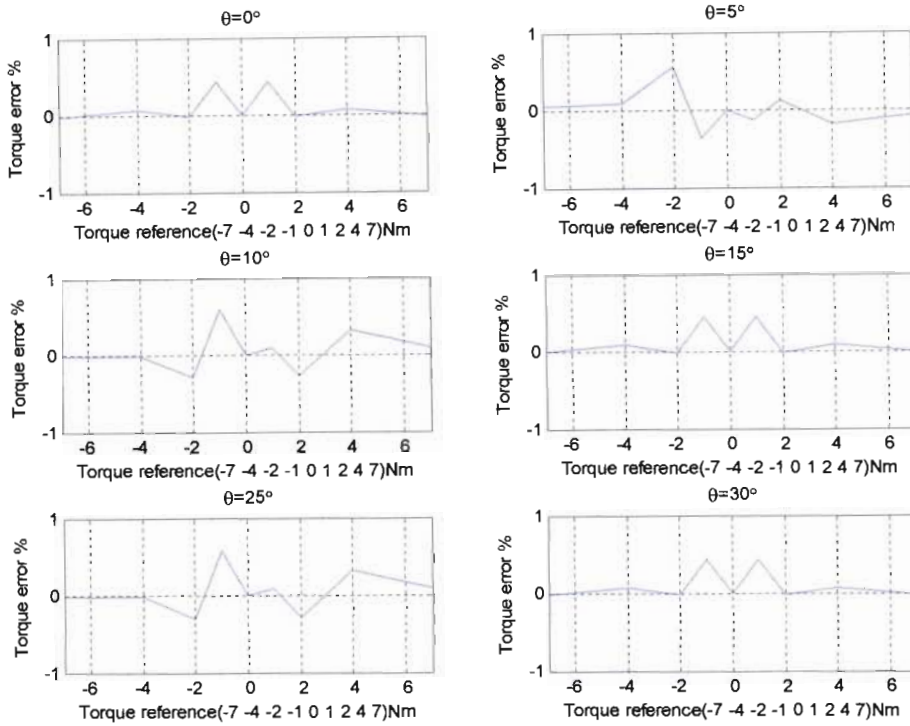 θ=0°
Torque error %
1
0
-1
-6 -4 -2 0 2 4 6
Torque reference(-7 -4 -2 -1 0 1 2 4 7)Nm
θ=5°
Torque error %
1
0
-1
-6 -4 -2 0 2 4 6
Torque reference(-7 -4 -2 -1 0 1 2 4 7)Nm
θ=10°
Torque error %
1
0
-1
-6 -4 -2 0 2 4 6
Torque reference(-7 -4 -2 -1 0 1 2 4 7)Nm
θ=15°
Torque error %
1
0
-1
-6 -4 -2 0 2 4 6
Torque reference(-7 -4 -2 -1 0 1 2 4 7)Nm
θ=25°
Torque error %
1
0
-1
-6 -4 -2 0 2 4 6
Torque reference(-7 -4 -2 -1 0 1 2 4 7)Nm
θ=30°
Torque error %
1
0
-1
-6 -4 -2 0 2 4 6
Torque reference(-7 -4 -2 -1 0 1 2 4 7)Nm